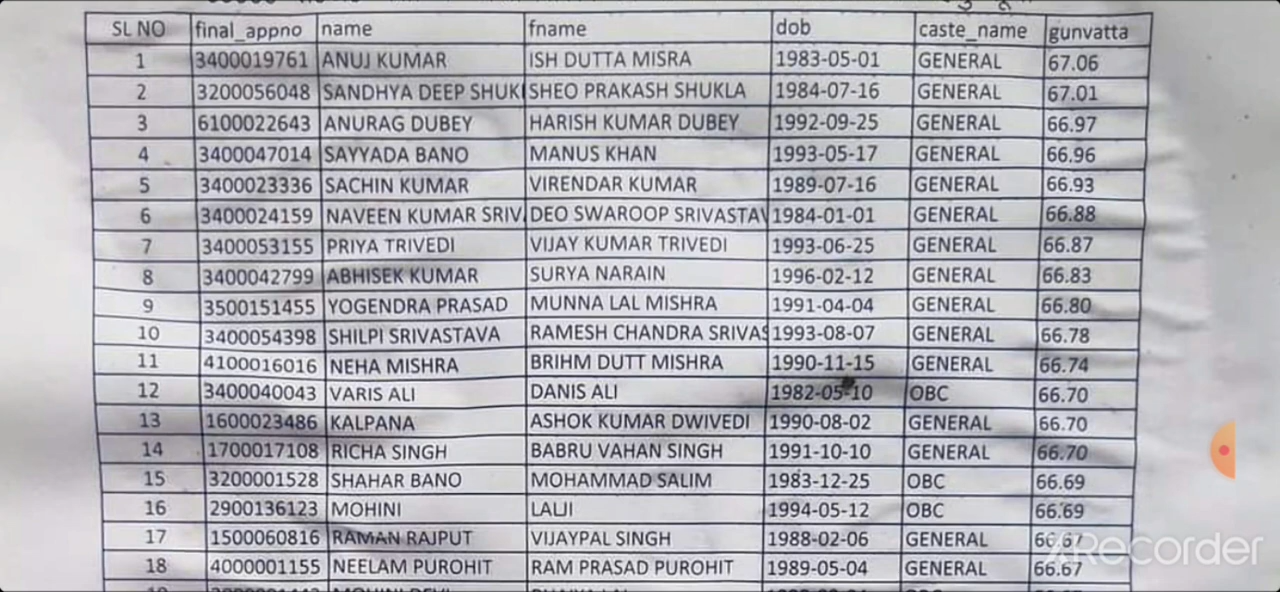 SL NO final_appno name fname dob caste_name gunvatta
1 3400019761 ANUJ KUMAR ISH DUTTA MISRA 1983-05-01 GENERAL 67.06
2 3200056048 SANDHYA DEEP SHUK SHEO PRAKASH SHUKLA 1984-07-16 GENERAL 67.01
3 6100022643 ANURAG DUBEY HARISH KUMAR DUBEY 1992-09-25 GENERAL 66.97
4 3400047014 SAYYADA BANO MANUS KHAN 1993-05-17 GENERAL 66.96
5 3400023336 SACHIN KUMAR VIRENDAR KUMAR 1989-07-16 GENERAL 66.93
6 3400024159 NAVEEN KUMAR SRIV DEO SWAROOP SRIVASTAV 1984-01-01 GENERAL 66.88
7 3400053155 PRIYA TRIVEDI VIJAY KUMAR TRIVEDI 1993-06-25 GENERAL 66.87
8 3400042799 ABHISEK KUMAR SURYA NARAIN 1996-02-12 GENERAL 66.83
9 3500151455 YOGENDRA PRASAD MUNNA LAL MISHRA 1991-04-04 GENERAL 66.80
10 3400054398 SHILPI SRIVASTAVA RAMESH CHANDRA SRIVAS 1993-08-07 GENERAL 66.78
11 4100016016 NEHA MISHRA BRIHM DUTT MISHRA 1990-11-15 GENERAL 66.74
12 3400040043 VARIS ALI DANIS ALI 1982-05-10 OBC 66.70
13 1600023486 KALPANA ASHOK KUMAR DWIVEDI 1990-08-02 GENERAL 66.70
14 1700017108 RICHA SINGH BABRU VAHAN SINGH 1991-10-10 GENERAL 66.70
15 3200001528 SHAHAR BANO MOHAMMAD SALIM 1983-12-25 OBC 66.69
16 2900136123 MOHINI LALJI 1994-05-12 OBC 66.69
17 1500060816 RAMAN RAJPUT VIJAYPAL SINGH 1988-02-06 GENERAL 66.67
18 4000001155 NEELAM PUROHIT RAM PRASAD PUROHIT 1989-05-04 GENERAL 66.67
XRecorder